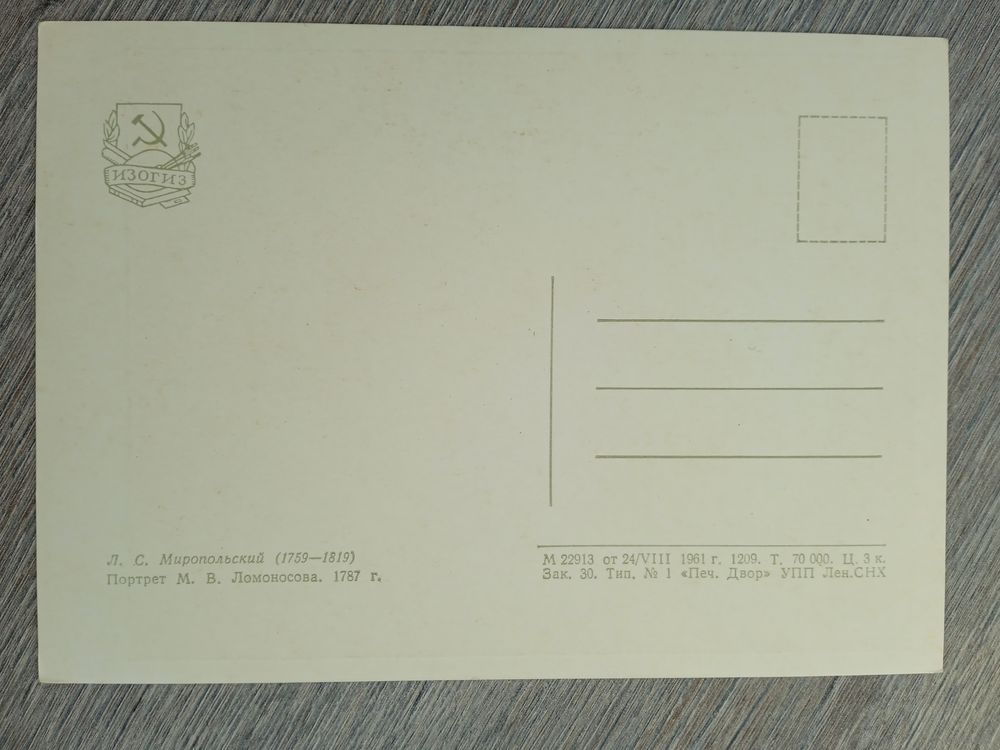 ИЗОГИЗ
Л. С. Миропольский (1759—1819)
Портрет М. В. Ломоносова. 1787 г.
М 22913 от 24/VIII 1961 г. 1209. Т. 70 000. Ц. 3 к.
Зак. 30. Тип. № 1 «Печ. Двор» УПП Лен.СНХ